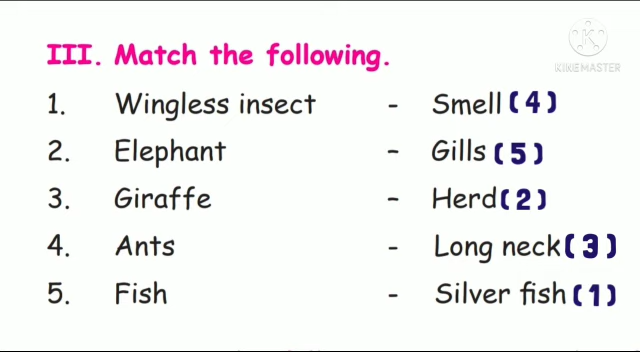 III. Match the following.
KINEMASTER
1. Wingless insect - Smell (4)
2. Elephant - Gills (5)
3. Giraffe - Herd (2)
4. Ants - Long neck (3)
5. Fish - Silver fish (1)